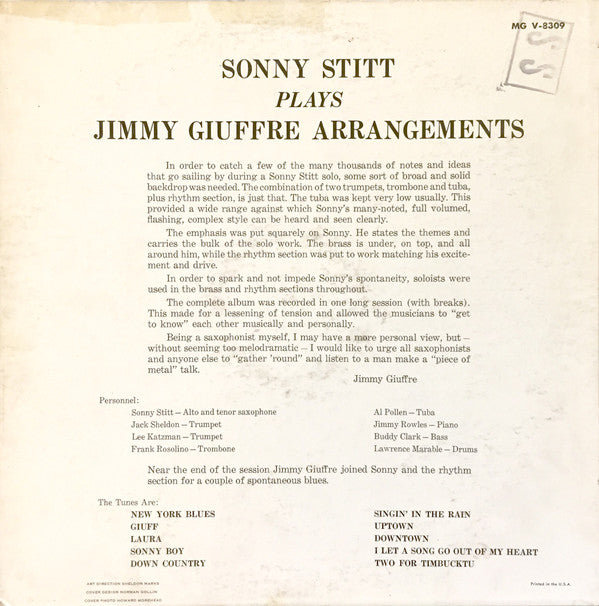 MG V-8309
SS
SONNY STITT
PLAYS
JIMMY GIUFFRE ARRANGEMENTS
In order to catch a few of the many thousands of notes and ideas
that go sailing by during a Sonny Stitt solo, some sort of broad and solid
backdrop was needed. The combination of two trumpets, trombone and tuba,
plus rhythm section, is just that. The tuba was kept very low usually. This
provided a wide range against which Sonny's many-noted, full volumed,
flashing, complex style can be heard and seen clearly.
The emphasis was put squarely on Sonny. He states the themes and
carries the bulk of the solo work. The brass is under, on top, and all
around him, while the rhythm section was put to work matching his excite-
ment and drive.
In order to spark and not impede Sonny's spontaneity, soloists were
used in the brass and rhythm sections throughout.
The complete album was recorded in one long session (with breaks).
This made for a lessening of tension and allowed the musicians to "get
to know" each other musically and personally.
Being a saxophonist myself, I may have a more personal view, but –
without seeming too melodramatic – I would like to urge all saxophonists
and anyone else to "gather 'round" and listen to a man make a "piece of
metal" talk.
Jimmy Giuffre
Personnel:
Sonny Stitt – Alto and tenor saxophone
Jack Sheldon – Trumpet
Lee Katzman – Trumpet
Frank Rosolino – Trombone
Al Pollen – Tuba
Jimmy Rowles – Piano
Buddy Clark – Bass
Lawrence Marable – Drums
Near the end of the session Jimmy Giuffre joined Sonny and the rhythm
section for a couple of spontaneous blues.
The Tunes Are:
NEW YORK BLUES
GIUFF
LAURA
SONNY BOY
DOWN COUNTRY
SINGIN' IN THE RAIN
UPTOWN
DOWNTOWN
I LET A SONG GO OUT OF MY HEART
TWO FOR TIMBUCKTU
ART DIRECTION SHELDON MARKS
COVER DESIGN NORMAN GOLLIN
COVER PHOTO HOWARD MOREHEAD
Printed in the U.S.A.